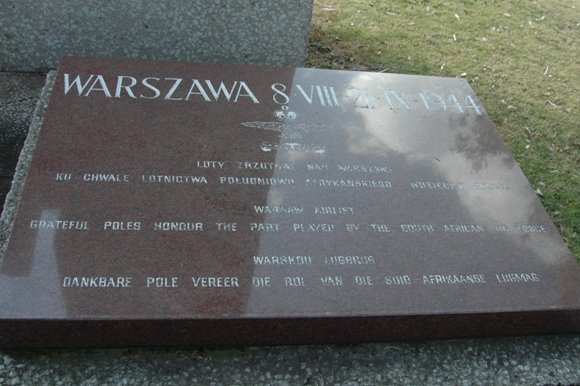 WARSZAWA 8 VIII 21 IX 1944
LOTY ZRZUTOWE NAD WARSZAWĄ
KU CHWALE LOTNICTWA POŁUDNIOWO AFRYKAŃSKIEGO
WARSAW AIRLIFT
GRATEFUL POLES HONOUR THE PART PLAYED BY THE SOUTH AFRICAN AIR FORCE
WARSKOU LUGBRUG
DANKBARE POLE VEREER DIE ROL VAN DIE SUID-AFRIKAANSE LUGMAG